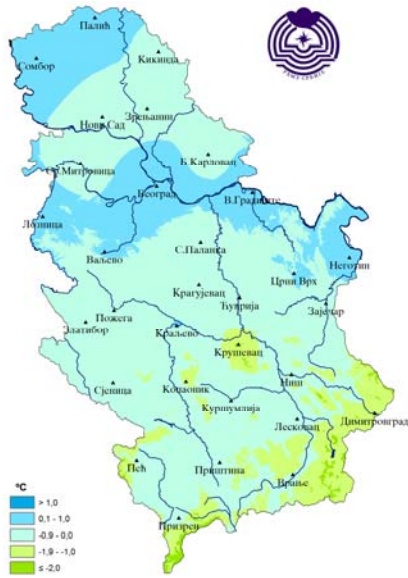 Палић
Сомбор
Кикинда
Зрењанин
Нови Сад
Б.Карловац
Ср.Митровица
Београд
В.Градиште
Лозница
Ваљево
С.Паланка
Неготин
Црни Врх
Крагујевац
Ћуприја
Зајечар
Пожега
Златибор
Краљево
Крушевац
Сјеница
Копаоник
Ниш
Куршумлија
Димитровград
Лесковац
Пећ
Приштина
Врање
Призрен
°C
> 1,0
0,1 - 1,0
-0,9 - 0,0
-1,9 - -1,0
≤ -2,0